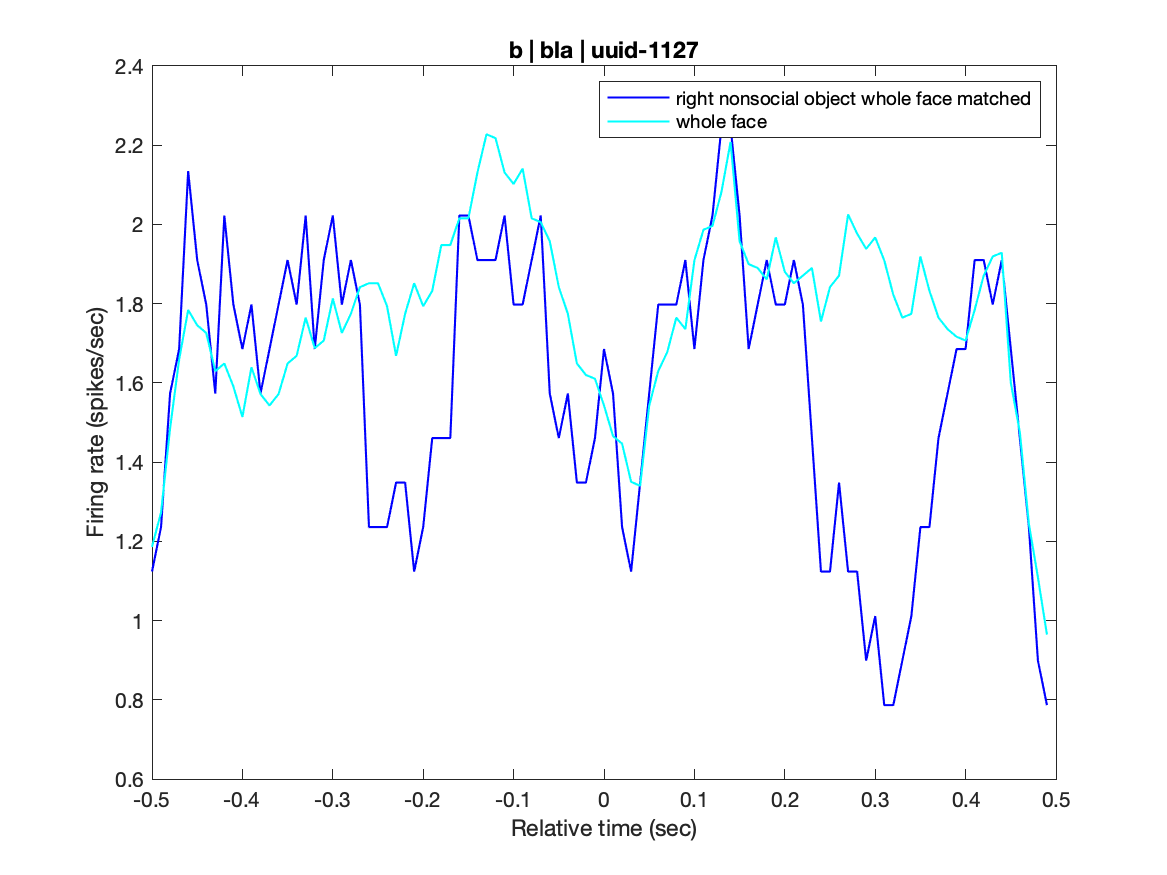 b | bla | uuid-1127
right nonsocial object whole face matched
whole face
Firing rate (spikes/sec)
2.4
2.2
2
1.8
1.6
1.4
1.2
1
0.8
0.6
-0.5 -0.4 -0.3 -0.2 -0.1 0 0.1 0.2 0.3 0.4 0.5
Relative time (sec)